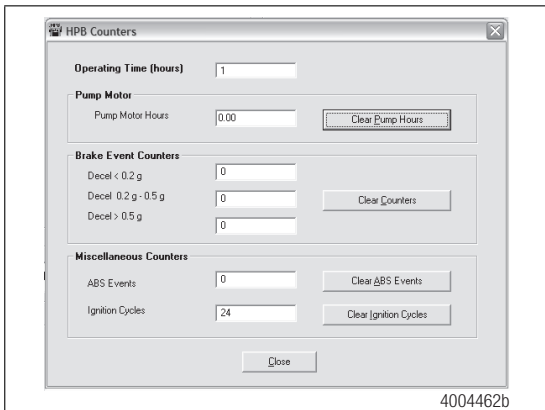 HPB Counters
Operating Time (hours) 1
Pump Motor
Pump Motor Hours 0.00 Clear Pump Hours
Brake Event Counters
Decel < 0.2 g 0
Decel 0.2 g - 0.5 g 0 Clear Counters
Decel > 0.5 g 0
Miscellaneous Counters
ABS Events 0 Clear ABS Events
Ignition Cycles 24 Clear Ignition Cycles
Close
4004462b